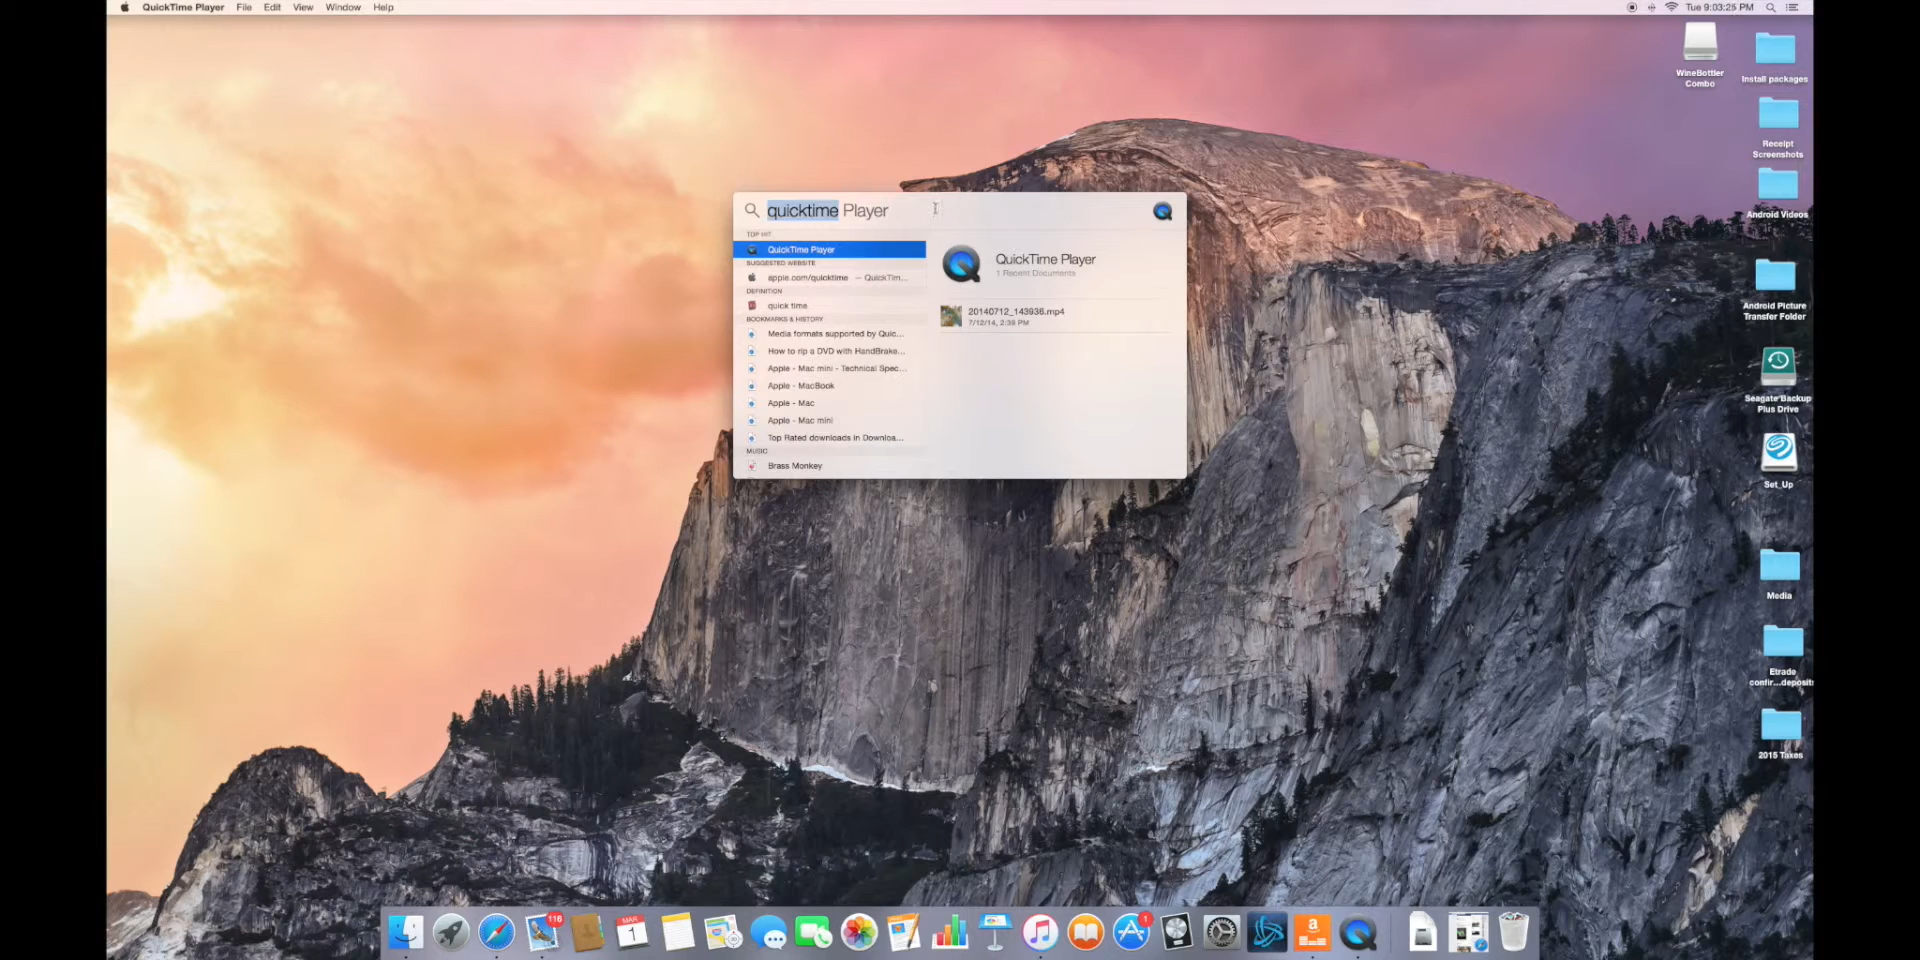 QuickTime Player File Edit View Window Help
Tue 9:03:25 PM
WineBottler
Combo
Install packages
Receipt
Screenshots
Android Videos
Android Picture
Transfer Folder
Seagate Backup
Plus Drive
Set_Up
Media
Etrade
confir...deposits
2015 Taxes
quicktime Player
TOP HIT
QuickTime Player
SUGGESTED WEBSITE
apple.com/quicktime — QuickTim...
DEFINITION
quick time
BOOKMARKS & HISTORY
Media formats supported by Quic...
How to rip a DVD with HandBrake...
Apple - Mac mini - Technical Spec...
Apple - MacBook
Apple - Mac
Apple - Mac mini
Top Rated downloads in Downloa...
MUSIC
Brass Monkey
QuickTime Player
1 Recent Documents
20140712_143936.mp4
7/12/14, 2:39 PM
116
MAR
1
1
a